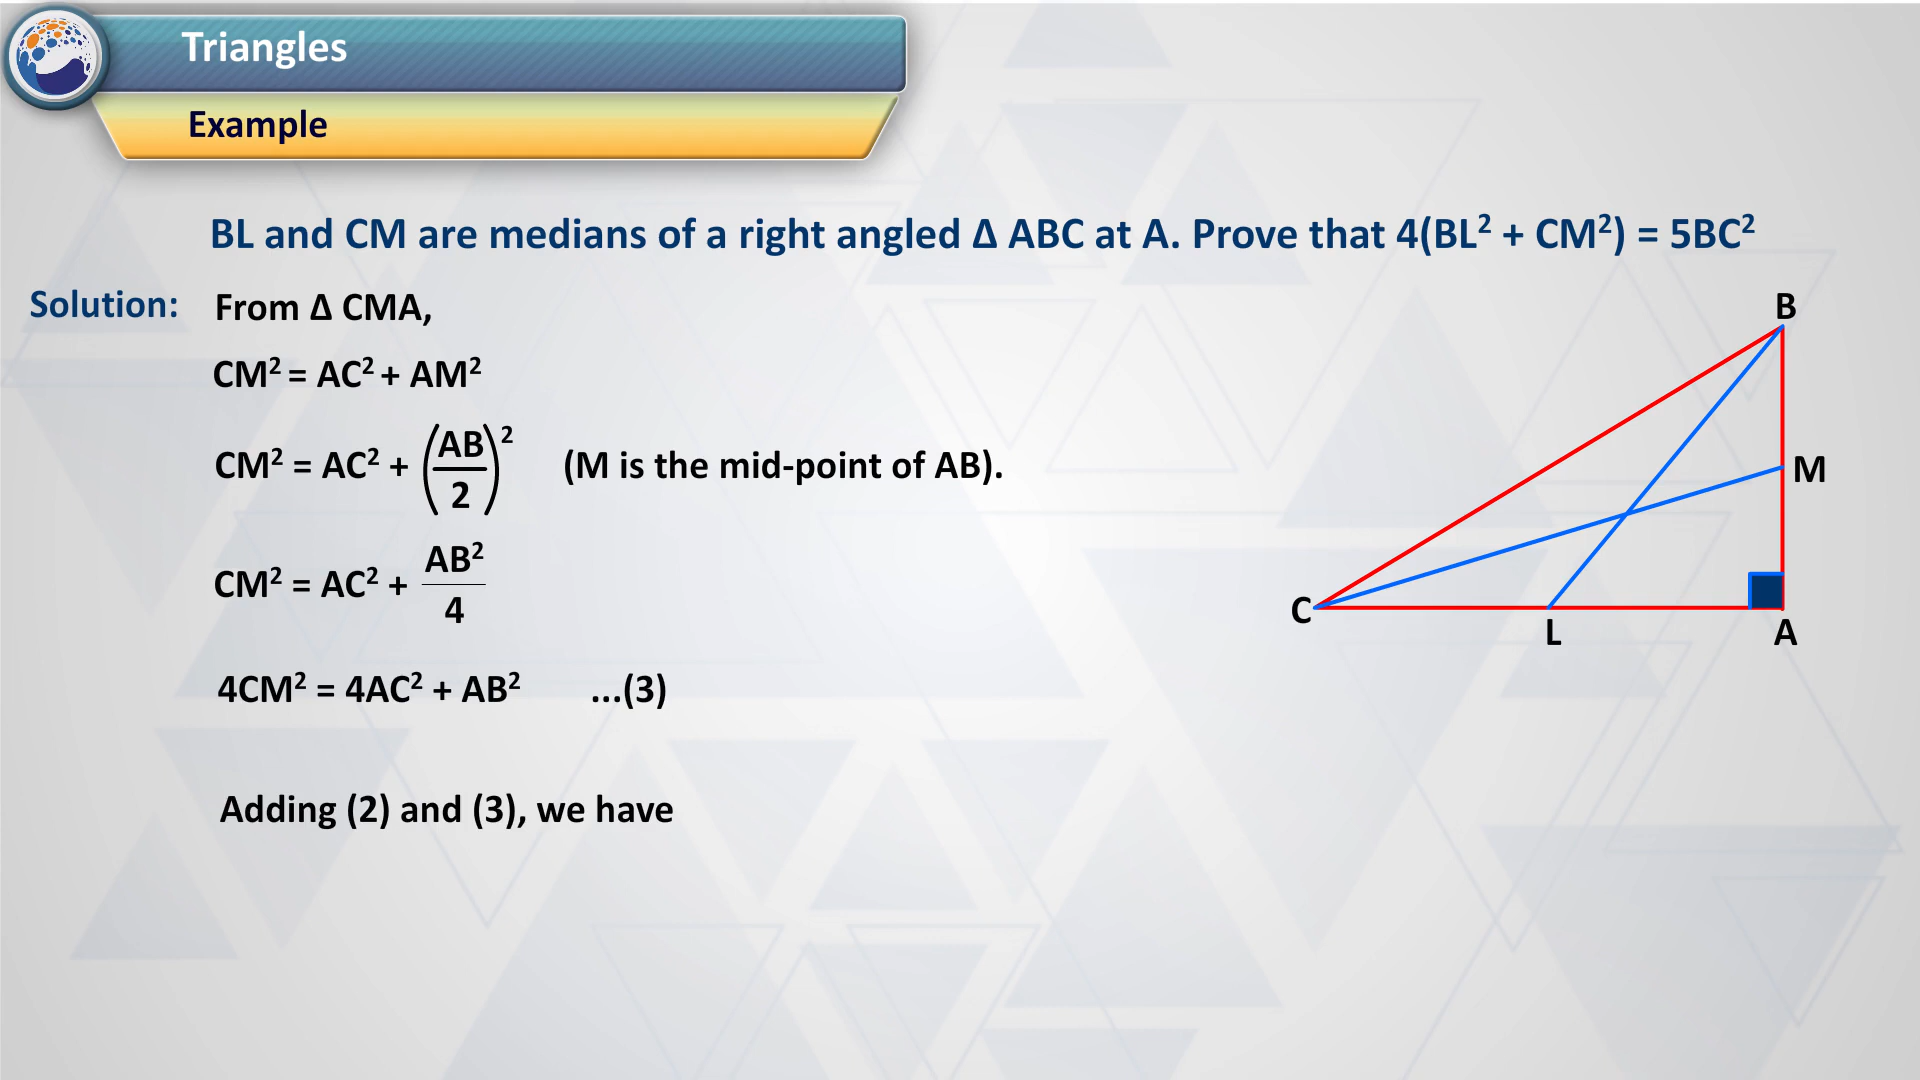 Triangles
Example
BL and CM are medians of a right angled Δ ABC at A. Prove that 4(BL² + CM²) = 5BC²
Solution: From Δ CMA,
CM² = AC² + AM²
CM² = AC² + (AB/2)² (M is the mid-point of AB).
CM² = AC² + AB²/4
4CM² = 4AC² + AB² ...(3)
Adding (2) and (3), we have
B
M
C
L
A